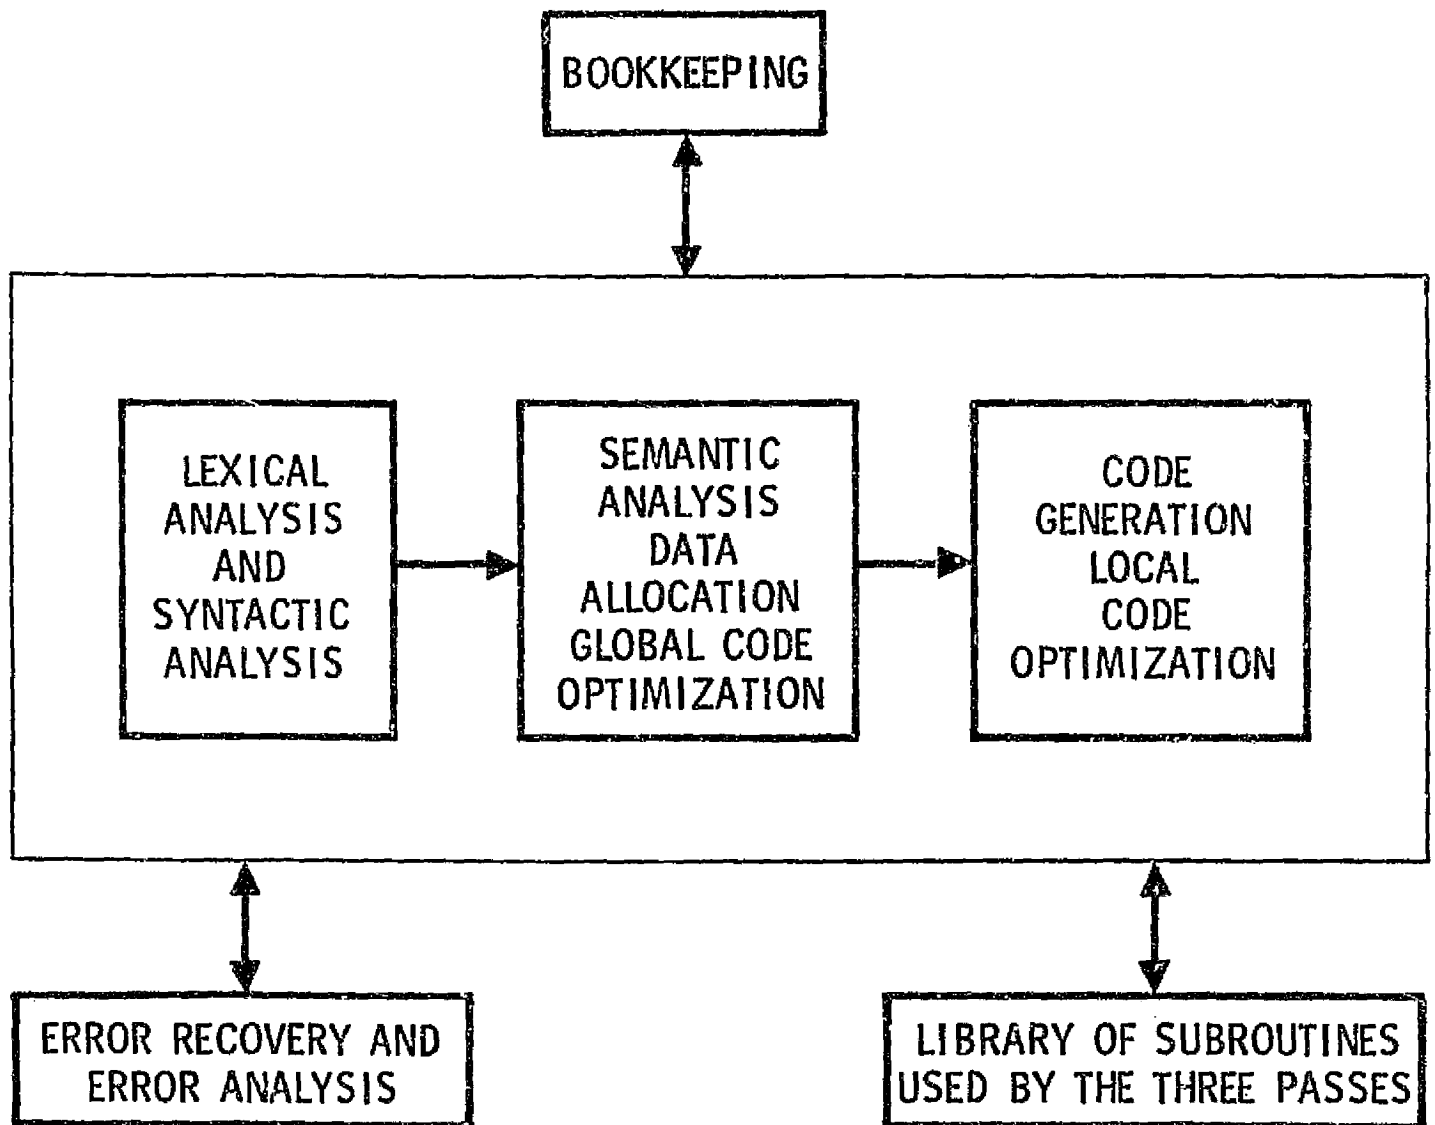 BOOKKEEPING
LEXICAL
ANALYSIS
AND
SYNTACTIC
ANALYSIS
SEMANTIC
ANALYSIS
DATA
ALLOCATION
GLOBAL CODE
OPTIMIZATION
CODE
GENERATION
LOCAL
CODE
OPTIMIZATION
ERROR RECOVERY AND
ERROR ANALYSIS
LIBRARY OF SUBROUTINES
USED BY THE THREE PASSES